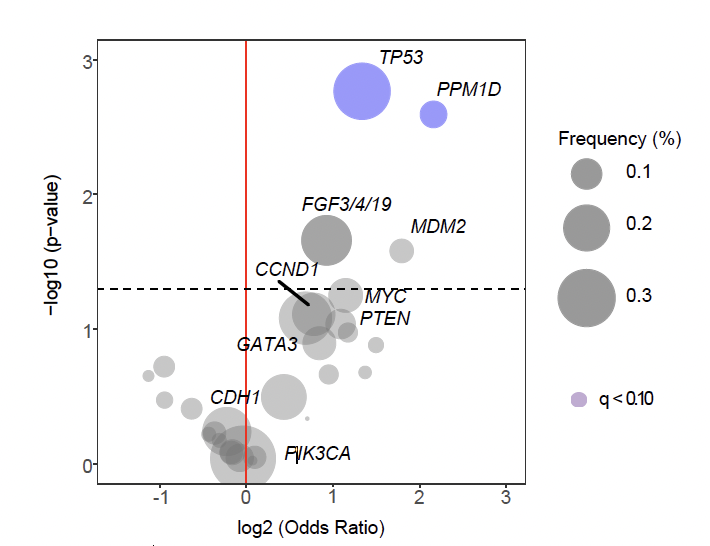 3
TP53
PPM1D
Frequency (%)
0.1
2
FGF3/4/19
MDM2
0.2
−log10 (p−value)
CCND1
MYC
0.3
1
PTEN
GATA3
CDH1
q < 0.10
0
PIK3CA
-1 0 1 2 3
log2 (Odds Ratio)